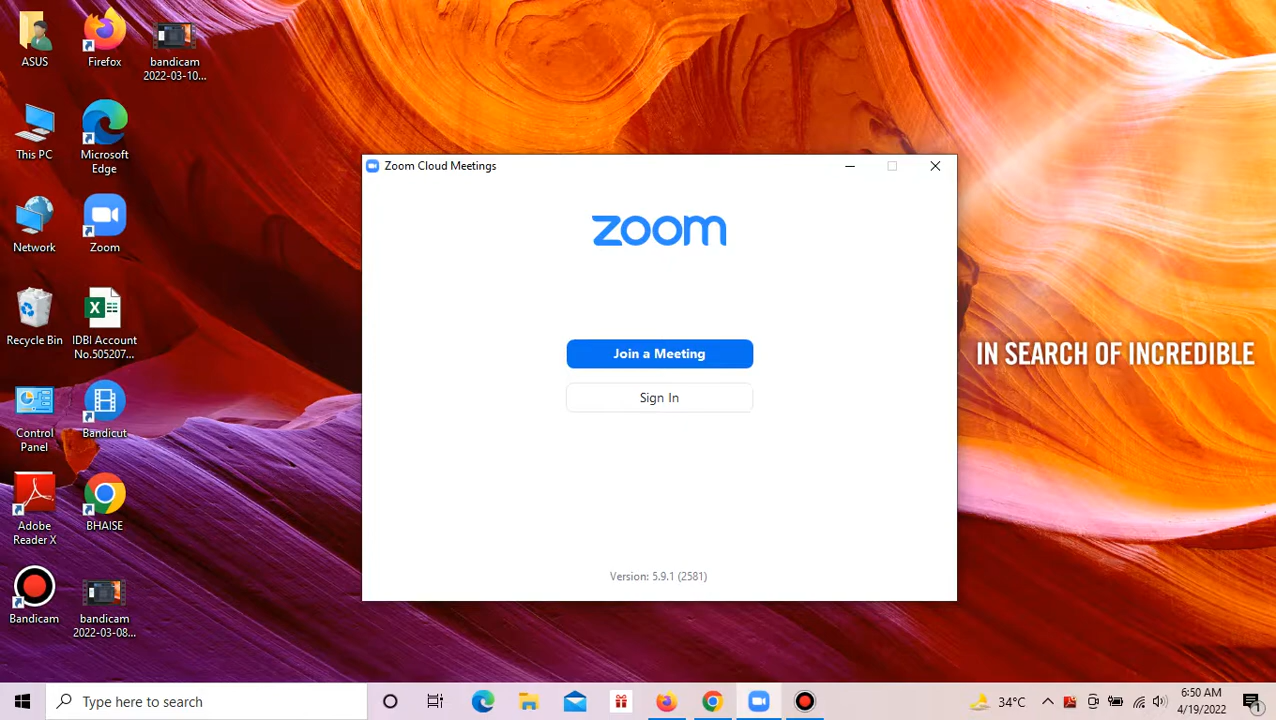 ASUS
Firefox
bandicam
2022-03-10...
This PC
Microsoft
Edge
Network
Zoom
Recycle Bin
IDBI Account
No.505207...
Control
Panel
Bandicut
Adobe
Reader X
BHAISE
Bandicam
bandicam
2022-03-08...
Zoom Cloud Meetings
zoom
Join a Meeting
Sign In
Version: 5.9.1 (2581)
IN SEARCH OF INCREDIBLE
Type here to search
34°C
6:50 AM
4/19/2022
1